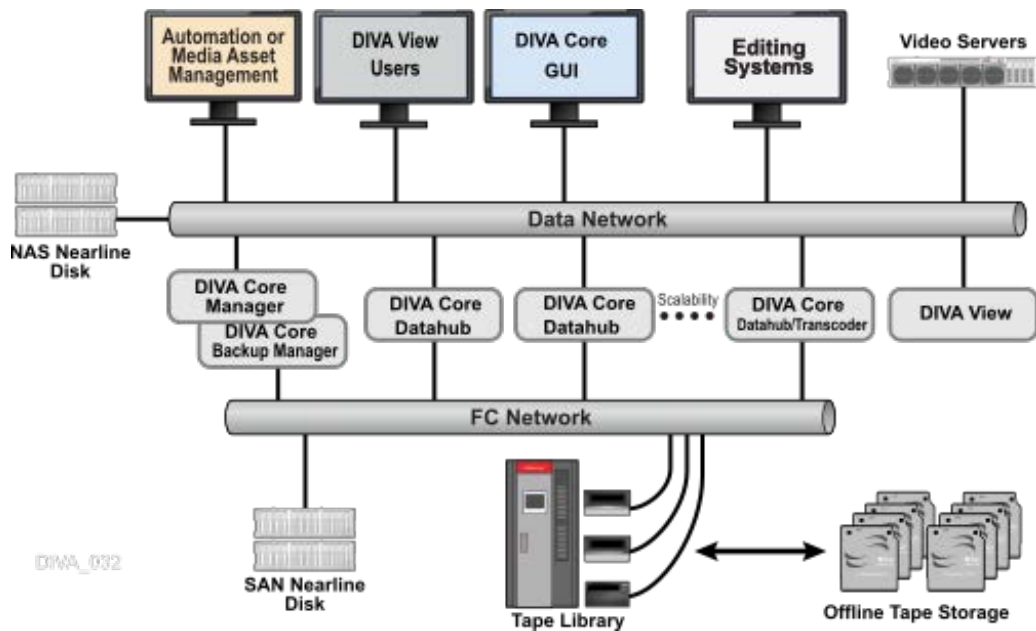 Automation or
Media Asset
Management
DIVA View
Users
DIVA Core
GUI
Editing
Systems
Video Servers
Data Network
NAS Nearline
Disk
DIVA Core
Manager
DIVA Core
Backup Manager
DIVA Core
Datahub
DIVA Core
Datahub
Scalability
DIVA Core
Datahub/Transcoder
DIVA View
FC Network
DIVA_032
SAN Nearline
Disk
Tape Library
Offline Tape Storage